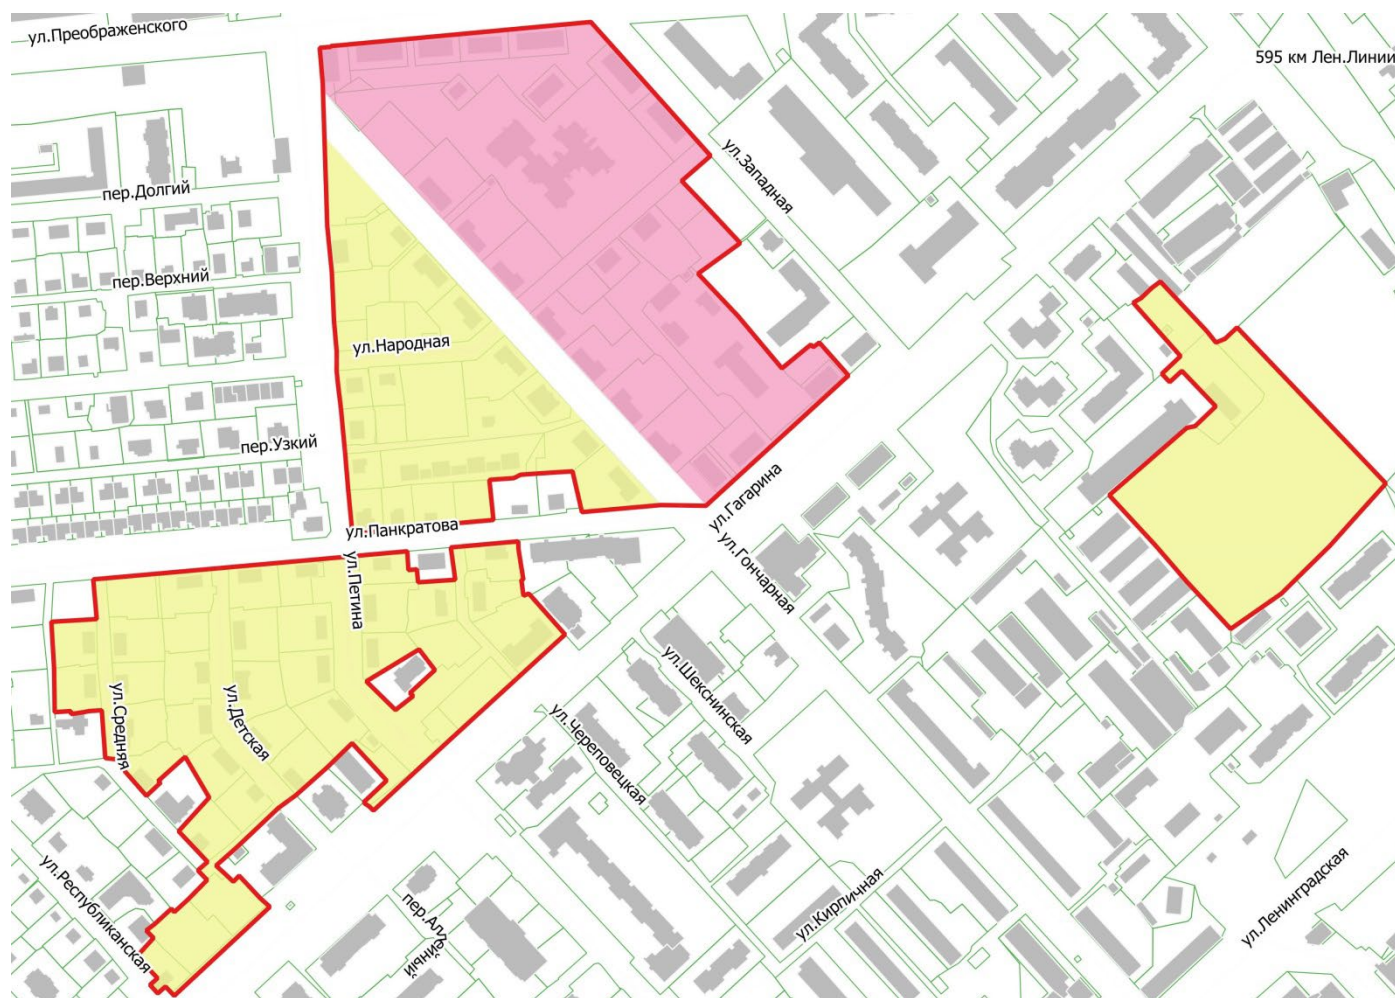 ул.Преображенского
595 км Лен.Линии
ул.Западная
пер.Долгий
пер.Верхний
ул.Народная
пер.Узкий
ул.Гагарина
ул.Панкратова
ул.Гончарная
ул.Петина
ул.Шекснинская
ул.Средняя
ул.Детская
ул.Череповецкая
ул.Республиканская
ул.Кирпичная
ул.Ленинградская
пер.Аллейный